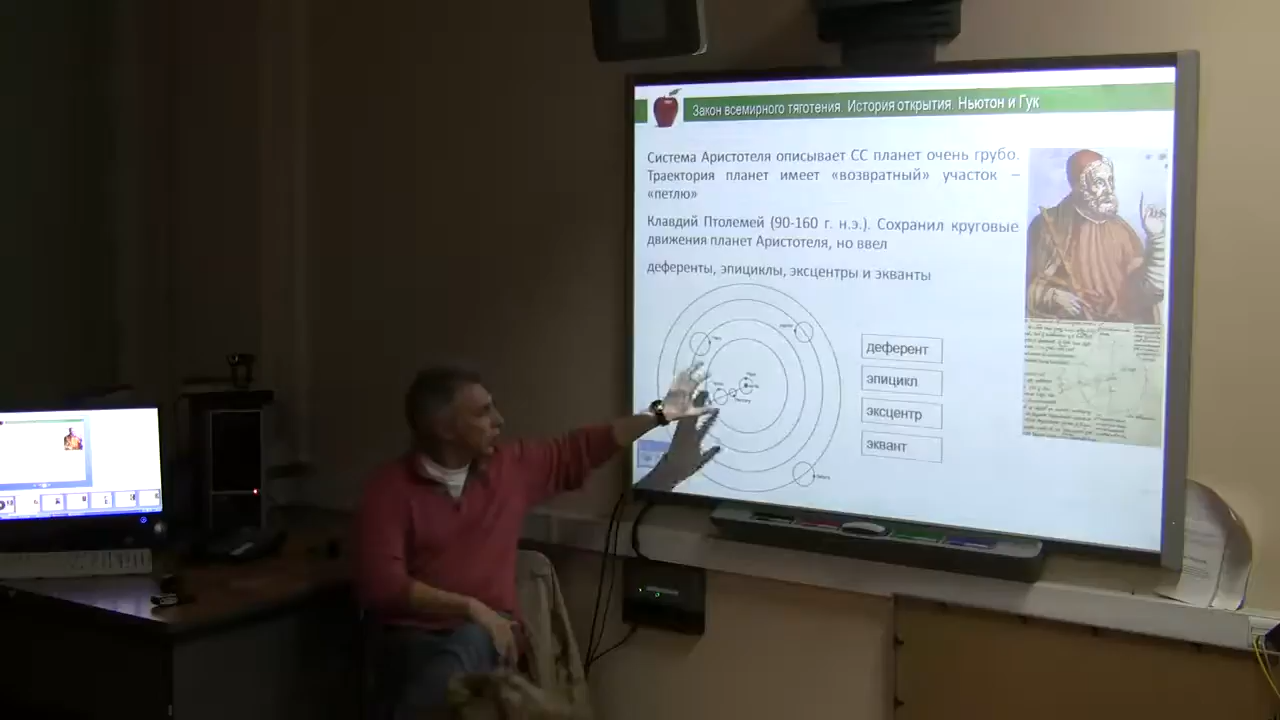 Закон всемирного тяготения. История открытия. Ньютон и Гук
Система Аристотеля описывает СС планет очень грубо.
Траектория планет имеет «возвратный» участок –
«петлю»
Клавдий Птолемей (90-160 г. н.э.). Сохранил круговые
движения планет Аристотеля, но ввел
деференты, эпициклы, эксцентры и экванты
деферент
эпицикл
эксцентр
эквант